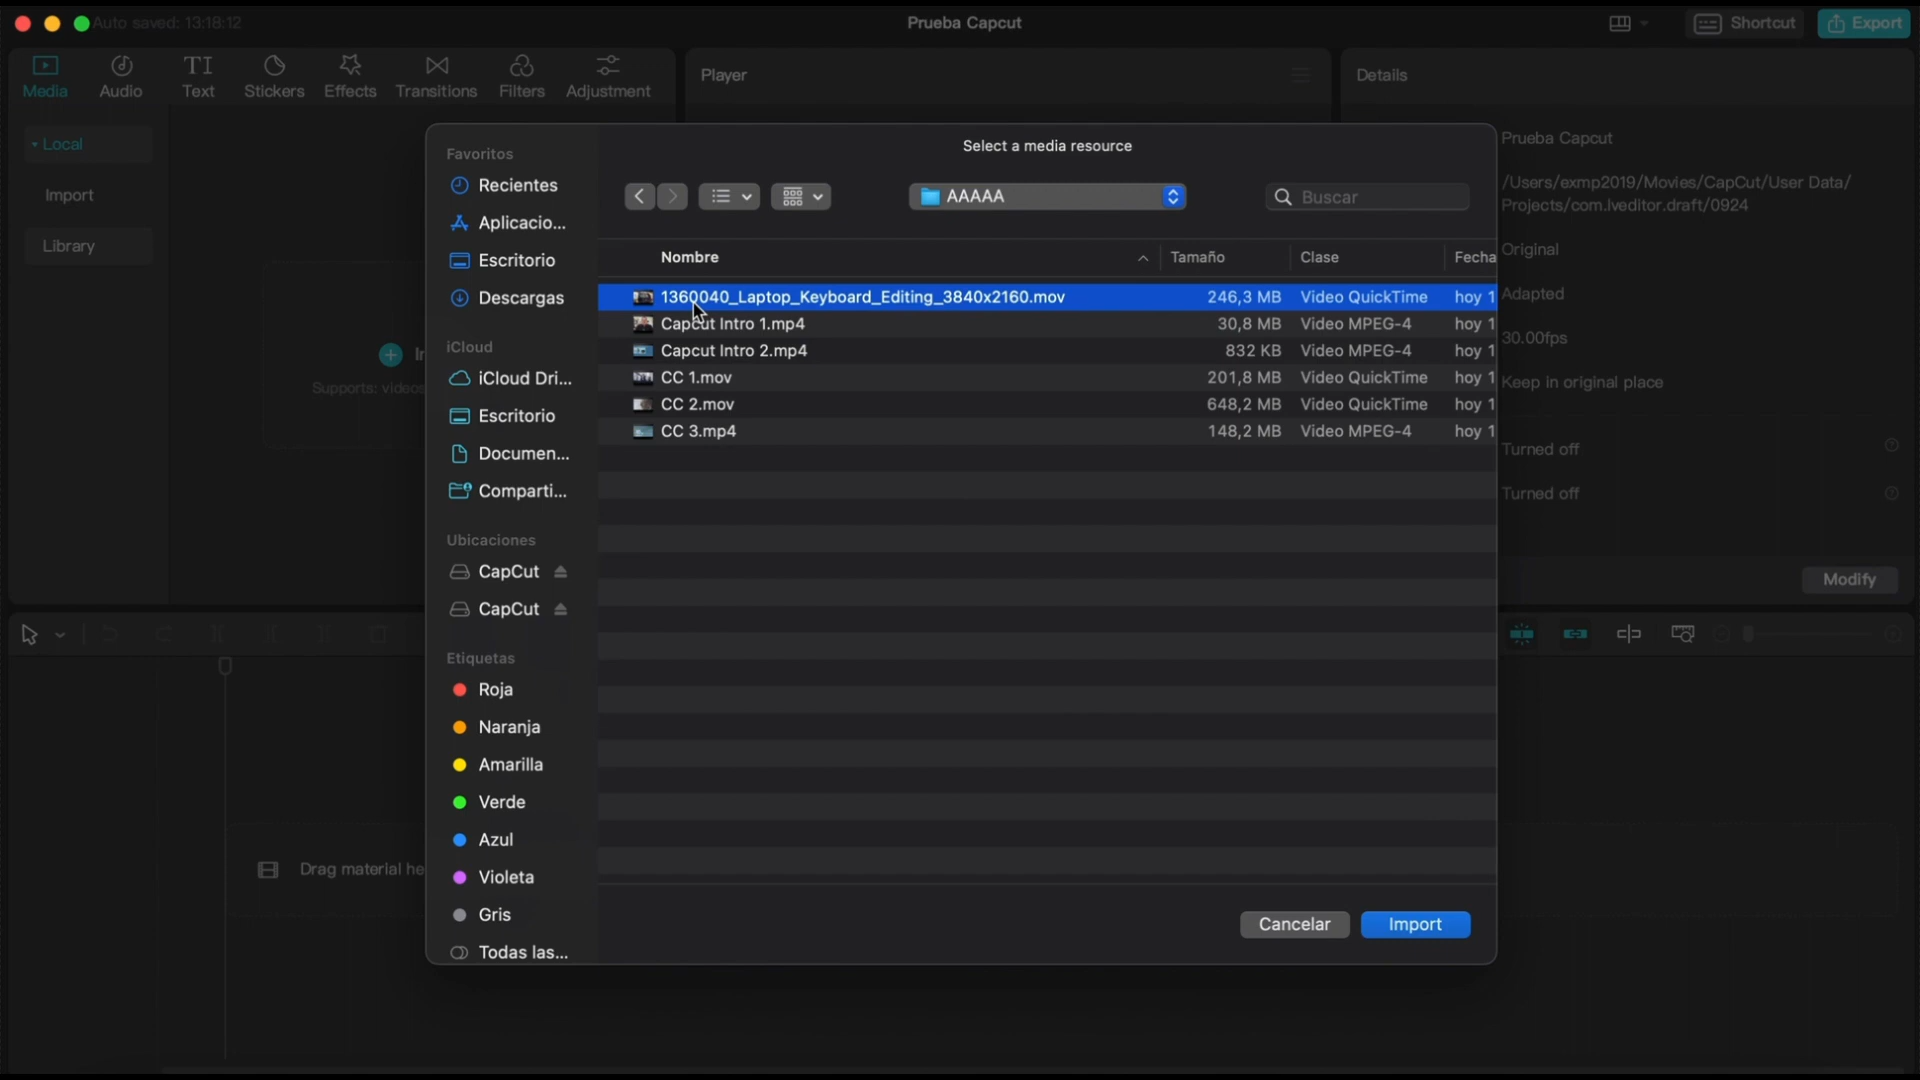 Auto saved: 13:18:12
Prueba Capcut
Shortcut
Export
Media
Audio
Text
Stickers
Effects
Transitions
Filters
Adjustment
Player
Details
Local
Import
Library
Supports: videos
Drag material he
Prueba Capcut
/Users/exmp2019/Movies/CapCut/User Data/
Projects/com.lveditor.draft/0924
Original
Adapted
30.00fps
Keep in original place
Turned off
Turned off
Modify
Select a media resource
AAAAA
Buscar
Favoritos
Recientes
Aplicacio...
Escritorio
Descargas
iCloud
iCloud Dri...
Escritorio
Documen...
Comparti...
Ubicaciones
CapCut
CapCut
Etiquetas
Roja
Naranja
Amarilla
Verde
Azul
Violeta
Gris
Todas las...
Nombre Tamaño Clase Fecha
1360040_Laptop_Keyboard_Editing_3840x2160.mov 246,3 MB Video QuickTime hoy 1
Capcut Intro 1.mp4 30,8 MB Video MPEG-4 hoy 1
Capcut Intro 2.mp4 832 KB Video MPEG-4 hoy 1
CC 1.mov 201,8 MB Video QuickTime hoy 1
CC 2.mov 648,2 MB Video QuickTime hoy 1
CC 3.mp4 148,2 MB Video MPEG-4 hoy 1
Cancelar
Import